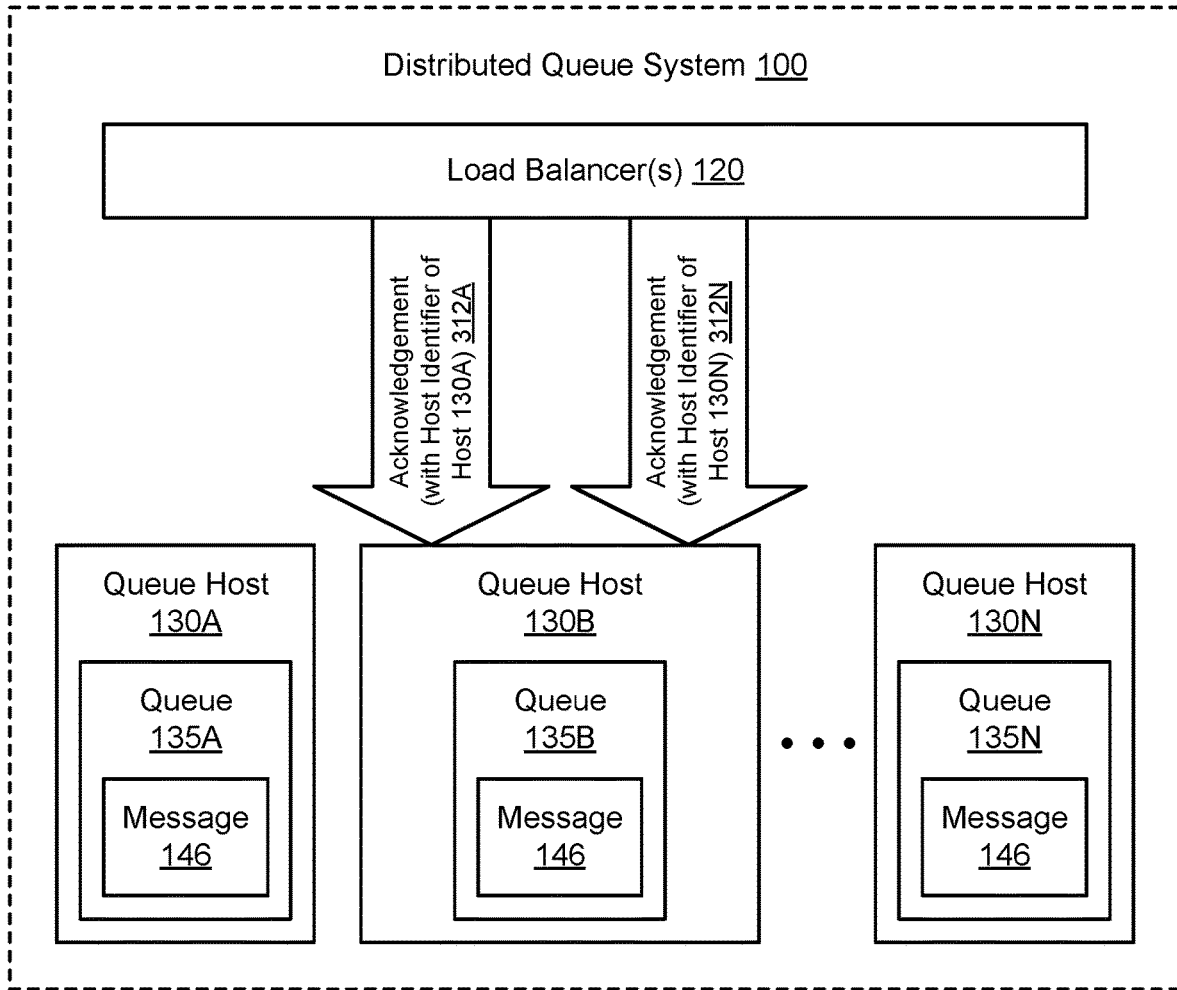 Distributed Queue System 100
Load Balancer(s) 120
Acknowledgement
(with Host Identifier of
Host 130A) 312A
Acknowledgement
(with Host Identifier of
Host 130N) 312N
Queue Host
130A
Queue
135A
Message
146
Queue Host
130B
Queue
135B
Message
146
Queue Host
130N
Queue
135N
Message
146